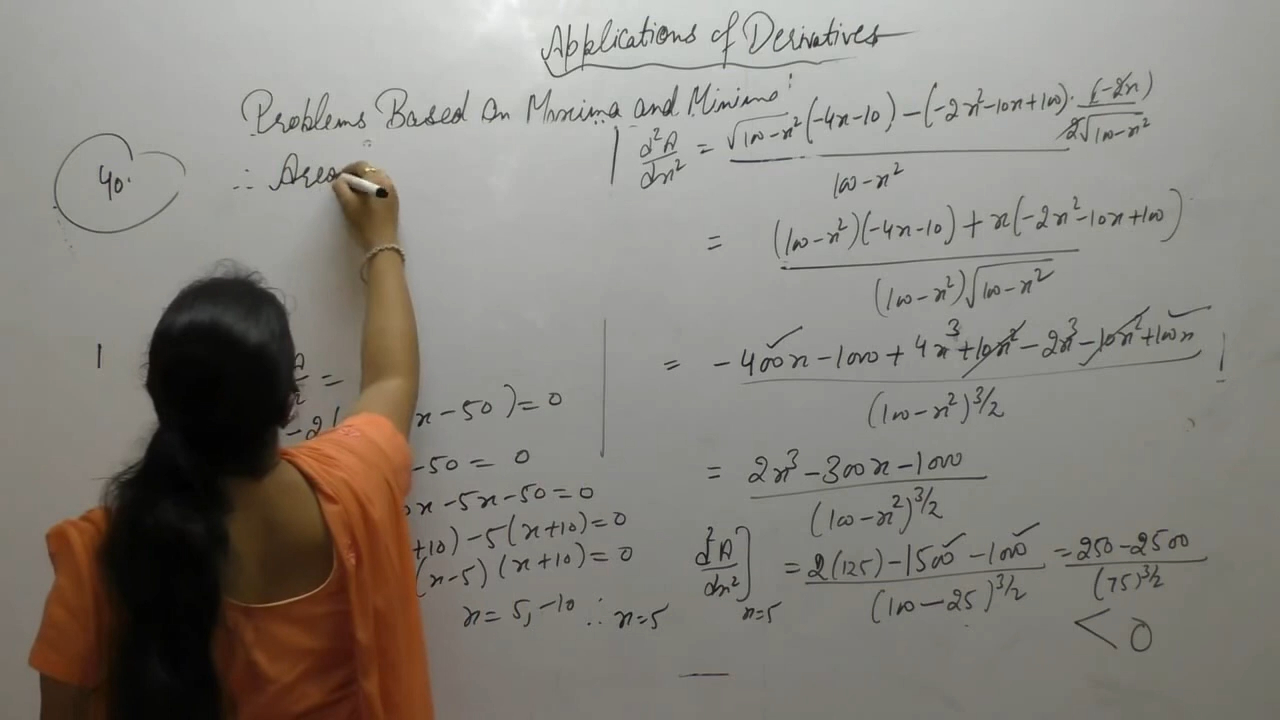 Applications of Derivatives
Problems Based on Maxima and Minima:
40.
∴ Area
= 
x - 50) = 0
-50 = 0
x - 5x - 50 = 0
+10) - 5(x+10) = 0
(x-5)(x+10) = 0
x = 5, -10 ∴ x=5
d²A/dx² = √100-x² (-4x-10) - (-2x²-10x+100) · (-2x)/2√100-x² / 100-x²
= (100-x²)(-4x-10) + x(-2x²-10x+100) / (100-x²)√100-x²
= -400x - 1000 + 4x³ + 10x² - 2x³ - 10x² + 100x / (100-x²)^3/2
= 2x³ - 300x - 1000 / (100-x²)^3/2
d²A/dx²]x=5 = 2(125) - 1500 - 1000 / (100-25)^3/2 = 250 - 2500 / (75)^3/2
< 0